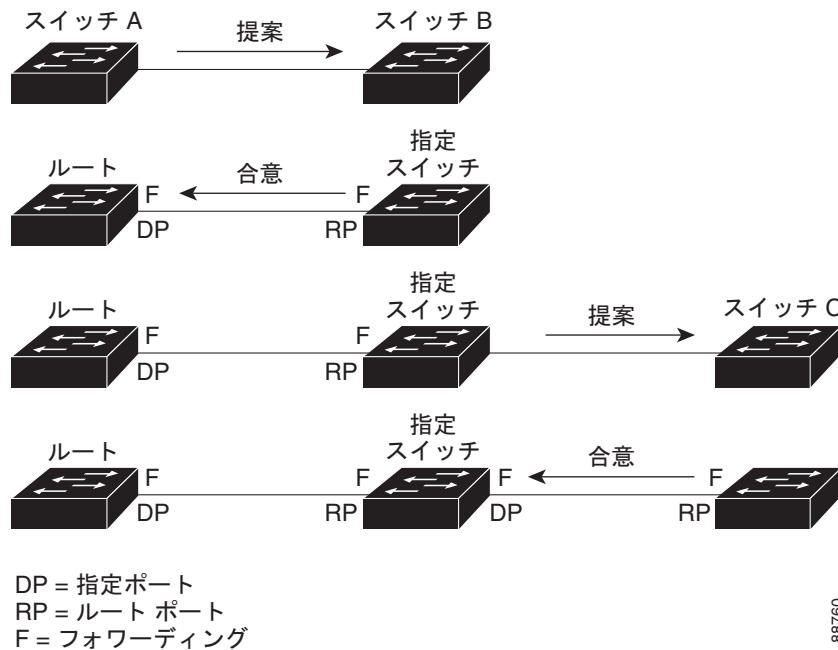 スイッチ A
提案
スイッチ B
ルート
F
合意
F
指定
スイッチ
DP
RP
ルート
F
F
指定
スイッチ
提案
スイッチ C
DP
RP
ルート
F
F
指定
スイッチ
F
合意
F
DP
RP
DP
RP
DP = 指定ポート
RP = ルート ポート
F = フォワーディング
88760